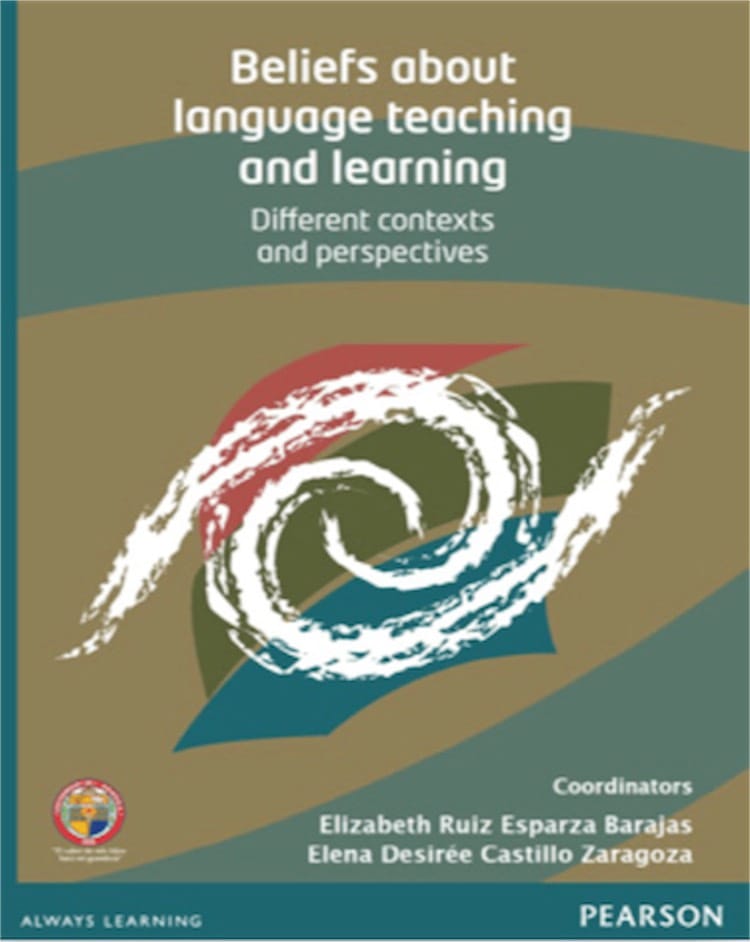 Beliefs about
language teaching
and learning
Different contexts
and perspectives
Coordinators
Elizabeth Ruiz Esparza Barajas
Elena Desirée Castillo Zaragoza
ALWAYS LEARNING
PEARSON